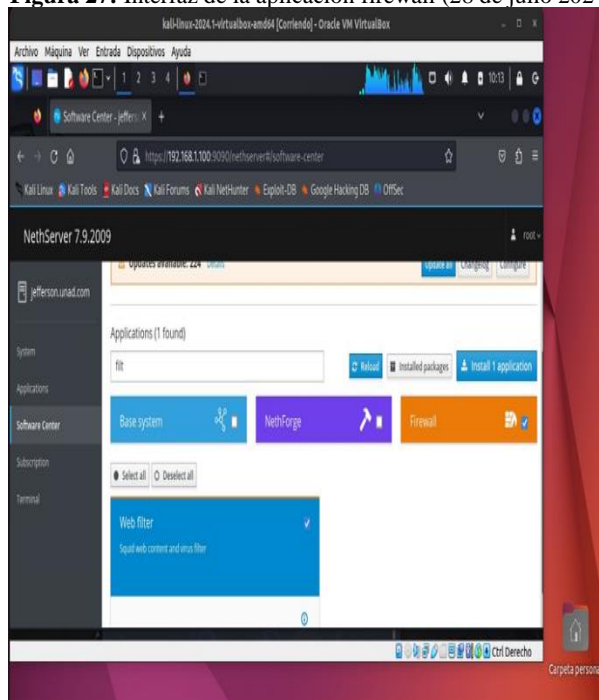 Figura 27. Interfaz de la aplicación firewall (28 de julio 202
kali-linux-2024.1-virtualbox-amd64 [Corriendo] - Oracle VM VirtualBox
Archivo Máquina Ver Entrada Dispositivos Ayuda
1 2 3 4 10:13
Software Center - jeffers
https://192.168.1.100:9090/nethserver#/software-center
Kali Linux Kali Tools Kali Docs Kali Forums Kali NetHunter Exploit-DB Google Hacking DB OffSec
NethServer 7.9.2009 root
Updates available: 224 Details Update all Changelog Configure
jefferson.unad.com
Applications (1 found)
System
filt Reload Installed packages Install 1 application
Applications
Software Center
Base system NethForge Firewall
Subscription
Select all Deselect all
Terminal
Web filter
Squid web content and virus filter
Ctrl Derecho
Carpeta persona